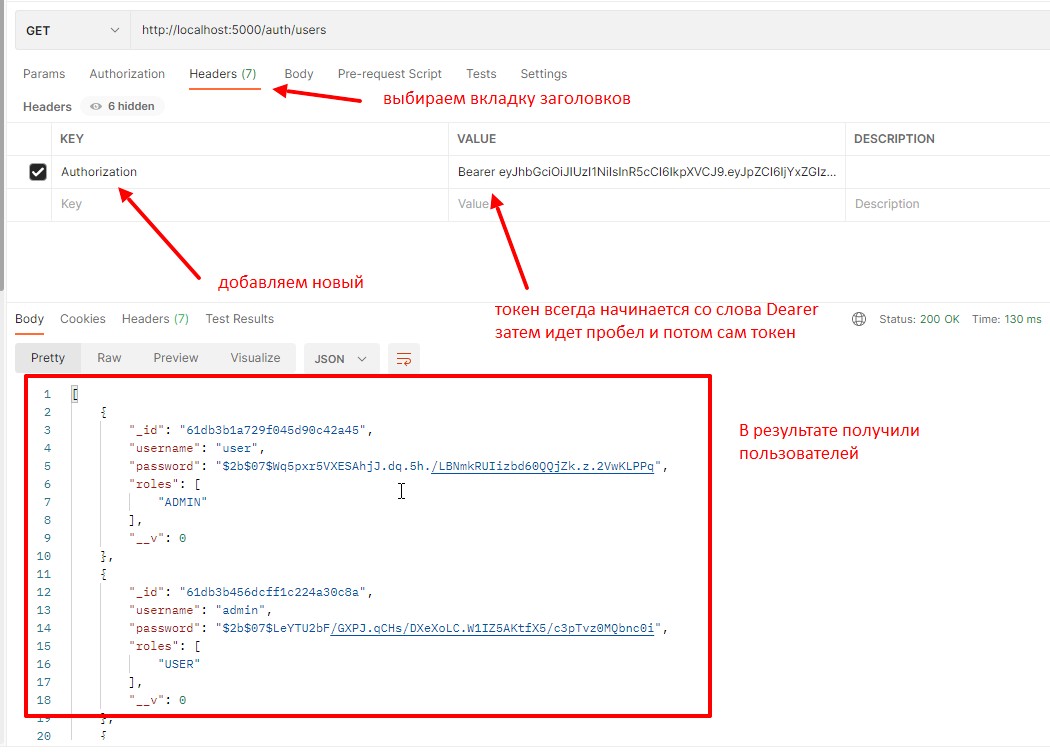 GET http://localhost:5000/auth/users
Params Authorization Headers (7) Body Pre-request Script Tests Settings
выбираем вкладку заголовков
Headers 6 hidden
KEY VALUE DESCRIPTION
Authorization Bearer eyJhbGciOiJIUzI1NiIsInR5cCI6IkpXVCJ9.eyJpZCI6IjYxZGIz...
Key Value Description
добавляем новый
токен всегда начинается со слова Dearer
затем идет пробел и потом сам токен
Body Cookies Headers (7) Test Results Status: 200 OK Time: 130 ms
Pretty Raw Preview Visualize JSON
1 [
2 {
3 "_id": "61db3b1a729f045d90c42a45",
4 "username": "user",
5 "password": "$2b$07$Wq5pxr5VXESAhjJ.dq.5h./LBNmkRUIizbd60QQjZk.z.2VwKLPPq",
6 "roles": [
7 "ADMIN"
8 ],
9 "__v": 0
10 },
11 {
12 "_id": "61db3b456dcff1c224a30c8a",
13 "username": "admin",
14 "password": "$2b$07$LeYTU2bF/GXPJ.qCHs/DXeXoLC.W1IZ5AKtfX5/c3pTvz0MQbnc0i",
15 "roles": [
16 "USER"
17 ],
18 "__v": 0
19 },
20 {
В результате получили
пользователей